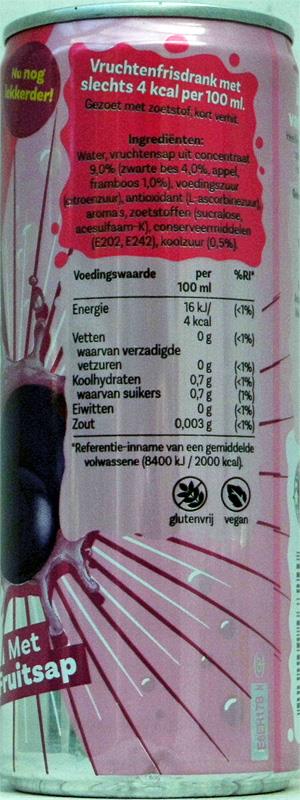 Nu nog
lekkerder!
Vruchtenfrisdrank met
slechts 4 kcal per 100 ml.
Gezoet met zoetstof, kort verhit.
Ingrediënten:
Water, vruchtensap uit concentraat
9,0% (zwarte bes 4,0%, appel,
framboos 1,0%), voedingszuur
(citroenzuur), antioxidant (L-ascorbinezuur),
aroma's, zoetstoffen (sucralose,
acesulfaam-K), conserveermiddelen
(E202, E242), koolzuur (0,5%).
Voedingswaarde per %RI*
100 ml
Energie 16 kJ/ (<1%)
4 kcal
Vetten 0 g (<1%)
waarvan verzadigde
vetzuren 0 g (<1%)
Koolhydraten 0,7 g (<1%)
waarvan suikers 0,7 g (1%)
Eiwitten 0 g (<1%)
Zout 0,003 g (<1%)
*Referentie-inname van een gemiddelde
volwassene (8400 kJ / 2000 kcal).
glutenvrij vegan
Met
Fruitsap